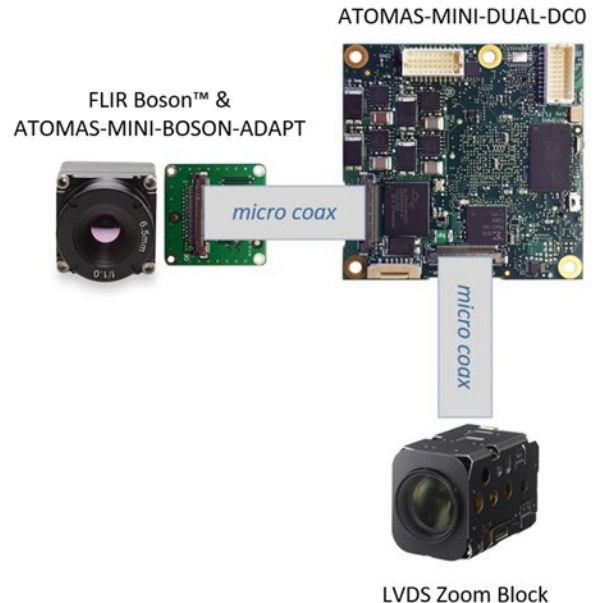 ATOMAS-MINI-DUAL-DC0
FLIR Boson™ &
ATOMAS-MINI-BOSON-ADAPT
micro coax
6.5mm
f/1.0
micro coax
LVDS Zoom Block